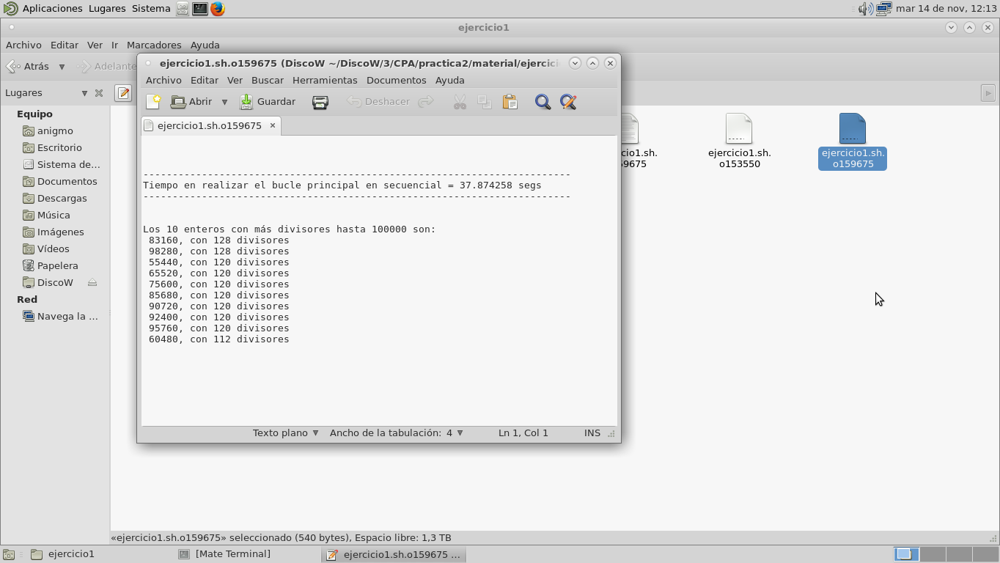 Aplicaciones Lugares Sistema mar 14 de nov, 12:13
ejercicio1
Archivo Editar Ver Ir Marcadores Ayuda
Atrás Adelante
Lugares
Equipo
anigmo
Escritorio
Sistema de...
Documentos
Descargas
Música
Imágenes
Vídeos
Papelera
DiscoW
Red
Navega la ...
ejercicio1.sh.o159675 (DiscoW ~/DiscoW/3/CPA/practica2/material/ejercici
Archivo Editar Ver Buscar Herramientas Documentos Ayuda
Abrir Guardar Deshacer
ejercicio1.sh.o159675
--------------------------------------------------------------------------
Tiempo en realizar el bucle principal en secuencial = 37.874258 segs
--------------------------------------------------------------------------
Los 10 enteros con más divisores hasta 100000 son:
83160, con 128 divisores
98280, con 128 divisores
55440, con 120 divisores
65520, con 120 divisores
75600, con 120 divisores
85680, con 120 divisores
90720, con 120 divisores
92400, con 120 divisores
95760, con 120 divisores
60480, con 112 divisores
Texto plano Ancho de la tabulación: 4 Ln 1, Col 1 INS
cio1.sh.
59675
ejercicio1.sh.
o153550
ejercicio1.sh.
o159675
«ejercicio1.sh.o159675» seleccionado (540 bytes), Espacio libre: 1,3 TB
ejercicio1 [Mate Terminal] ejercicio1.sh.o159675 ...